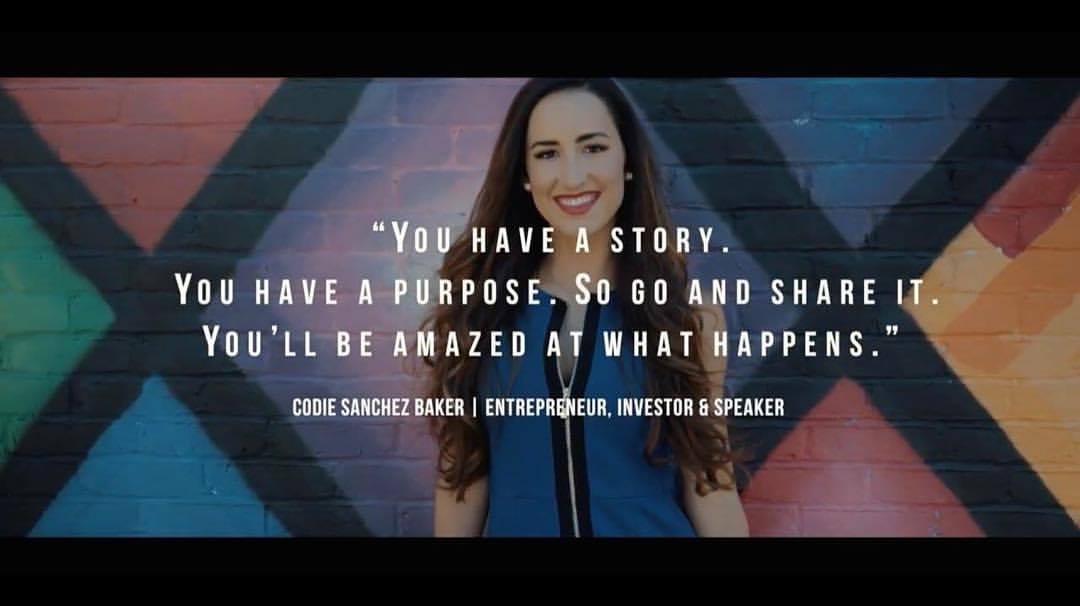 “You have a story.
You have a purpose. So go and share it.
You’ll be amazed at what happens.”
CODIE SANCHEZ BAKER | ENTREPRENEUR, INVESTOR & SPEAKER